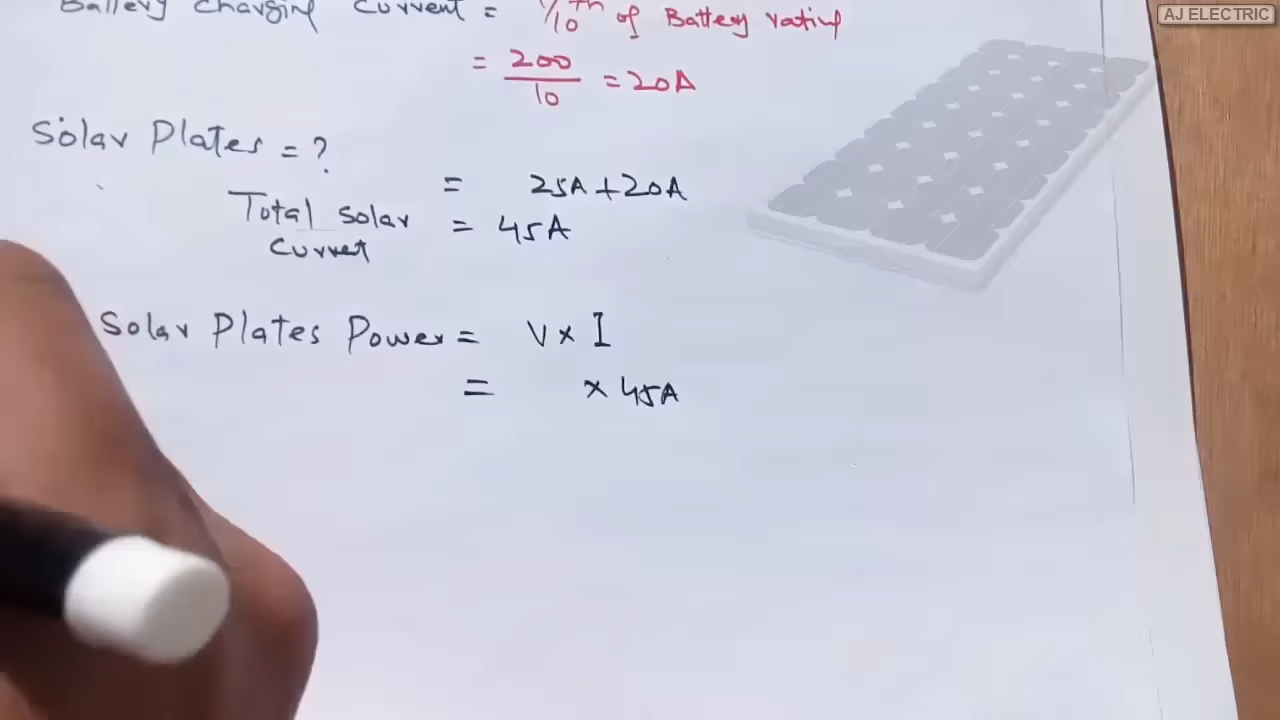 AJ ELECTRIC
Battery Charging Current = 1/10th of Battery rating
= 200/10 = 20A
Solar Plates = ?
= 25A + 20A
Total Solar Current = 45A
Solar Plates Power = V x I
= x 45A